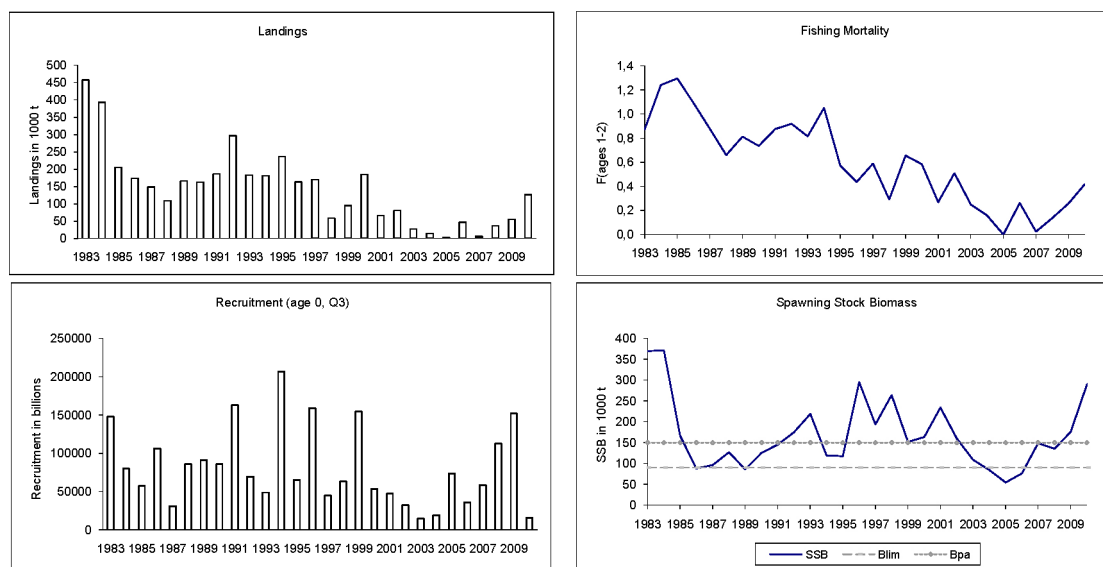 Landings
Landings in 1000 t
500
450
400
350
300
250
200
150
100
50
0
1983 1985 1987 1989 1991 1993 1995 1997 1999 2001 2003 2005 2007 2009
Fishing Mortality
F(ages 1-2)
1,4
1,2
1,0
0,8
0,6
0,4
0,2
0,0
1983 1985 1987 1989 1991 1993 1995 1997 1999 2001 2003 2005 2007 2009
Recruitment (age 0, Q3)
Recruitment in billions
250000
200000
150000
100000
50000
0
1983 1985 1987 1989 1991 1993 1995 1997 1999 2001 2003 2005 2007 2009
Spawning Stock Biomass
SSB in 1000 t
400
350
300
250
200
150
100
50
0
1983 1985 1987 1989 1991 1993 1995 1997 1999 2001 2003 2005 2007 2009
SSB Blim Bpa